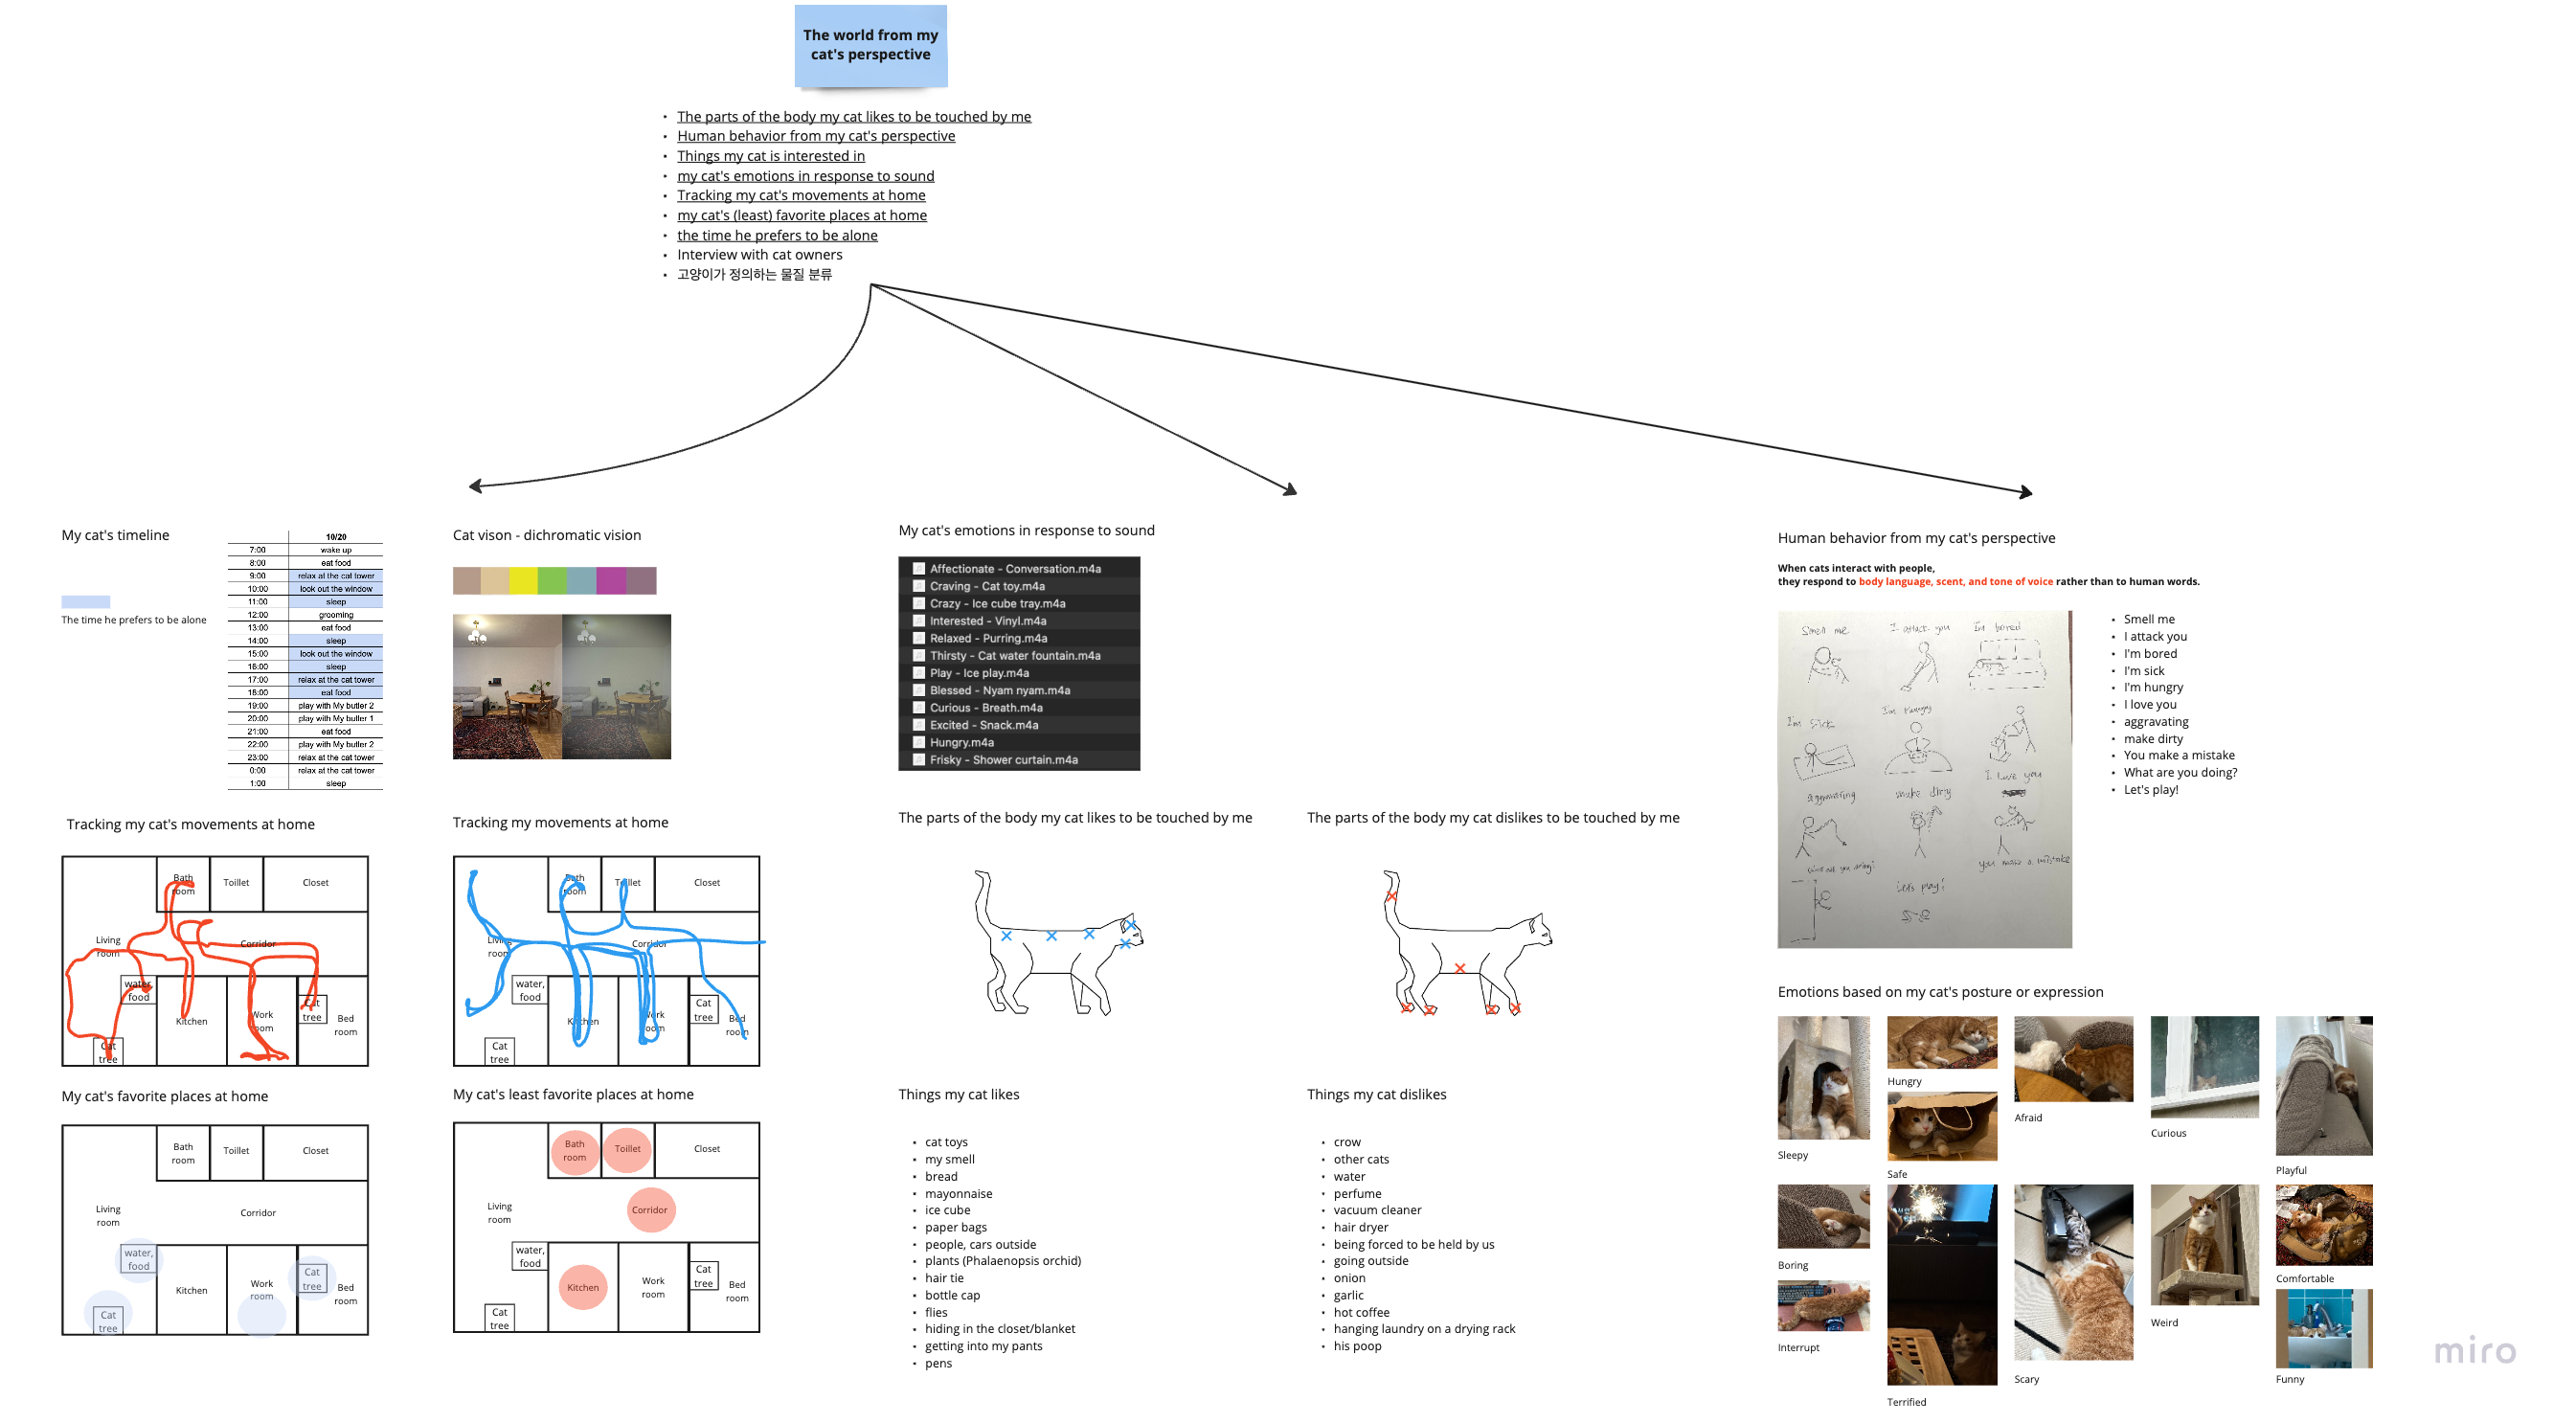 The world from my
cat's perspective
• The parts of the body my cat likes to be touched by me
• Human behavior from my cat's perspective
• Things my cat is interested in
• my cat's emotions in response to sound
• Tracking my cat's movements at home
• my cat's (least) favorite places at home
• the time he prefers to be alone
• Interview with cat owners
• 고양이가 정의하는 물질 분류
My cat's timeline
The time he prefers to be alone
10/20
7:00 wake up
8:00 eat food
9:00 relax at the cat tower
10:00 look out the window
11:00 sleep
12:00 grooming
13:00 eat food
14:00 sleep
15:00 look out the window
16:00 sleep
17:00 relax at the cat tower
18:00 eat food
19:00 play with My butler 2
20:00 play with My butler 1
21:00 eat food
22:00 play with My butler 2
23:00 relax at the cat tower
0:00 relax at the cat tower
1:00 sleep
Cat vison - dichromatic vision
Tracking my cat's movements at home
Bath
room
Toillet
Closet
Living
room
Corridor
water,
food
Kitchen
Work
room
Cat
tree
Bed
room
Cat
tree
Tracking my movements at home
Bath
room
Toillet
Closet
Living
room
Corridor
water,
food
Kitchen
Work
room
Cat
tree
Bed
room
Cat
tree
My cat's favorite places at home
Bath
room
Toillet
Closet
Living
room
Corridor
water,
food
Kitchen
Work
room
Cat
tree
Bed
room
Cat
tree
My cat's least favorite places at home
Bath
room
Toillet
Closet
Living
room
Corridor
water,
food
Kitchen
Work
room
Cat
tree
Bed
room
Cat
tree
My cat's emotions in response to sound
Affectionate - Conversation.m4a
Craving - Cat toy.m4a
Crazy - Ice cube tray.m4a
Interested - Vinyl.m4a
Relaxed - Purring.m4a
Thirsty - Cat water fountain.m4a
Play - Ice play.m4a
Blessed - Nyam nyam.m4a
Curious - Breath.m4a
Excited - Snack.m4a
Hungry.m4a
Frisky - Shower curtain.m4a
The parts of the body my cat likes to be touched by me
The parts of the body my cat dislikes to be touched by me
Things my cat likes
• cat toys
• my smell
• bread
• mayonnaise
• ice cube
• paper bags
• people, cars outside
• plants (Phalaenopsis orchid)
• hair tie
• bottle cap
• flies
• hiding in the closet/blanket
• getting into my pants
• pens
Things my cat dislikes
• crow
• other cats
• water
• perfume
• vacuum cleaner
• hair dryer
• being forced to be held by us
• going outside
• onion
• garlic
• hot coffee
• hanging laundry on a drying rack
• his poop
Human behavior from my cat's perspective
When cats interact with people,
they respond to body language, scent, and tone of voice rather than to human words.
Smell me
I attack you
I'm bored
I'm sick
I'm hungry
I love you
aggravating
make dirty
you make a mistake
what are you doing?
Let's play!
• Smell me
• I attack you
• I'm bored
• I'm sick
• I'm hungry
• I love you
• aggravating
• make dirty
• You make a mistake
• What are you doing?
• Let's play!
Emotions based on my cat's posture or expression
Sleepy
Hungry
Safe
Afraid
Curious
Playful
Boring
Interrupt
Terrified
Scary
Weird
Comfortable
Funny
miro